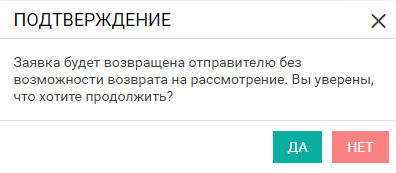 ПОДТВЕРЖДЕНИЕ
Заявка будет возвращена отправителю без
возможности возврата на рассмотрение. Вы уверены,
что хотите продолжить?
ДА НЕТ